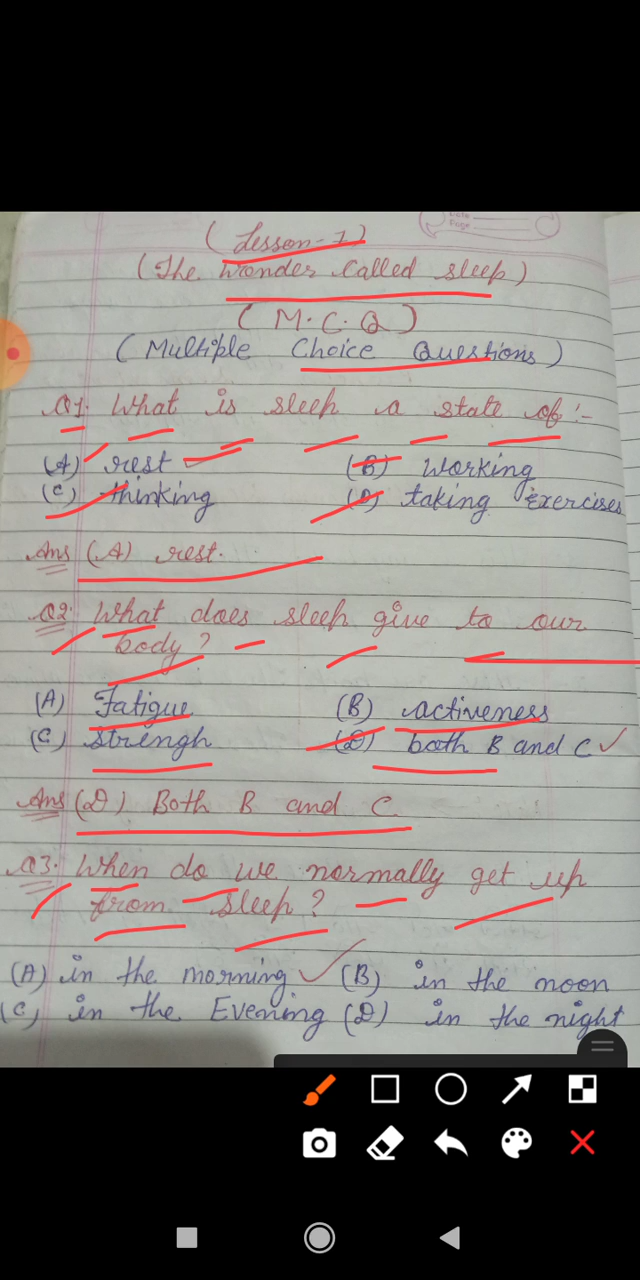 (Lesson-1)
(The Wonder Called sleep)
(M.C.Q)
(Multiple Choice Questions)
Q1. What is sleep a state of :-
(A) rest (B) working
(C) thinking (D) taking exercises
Ans (A) rest.
Q2. What does sleep give to our
body?
(A) Fatigue (B) activeness
(C) strengh (D) both B and C
Ans (D) Both B and C.
Q3. When do we normally get up
from sleep?
(A) in the morning (B) in the noon
(C) in the Evening (D) in the night